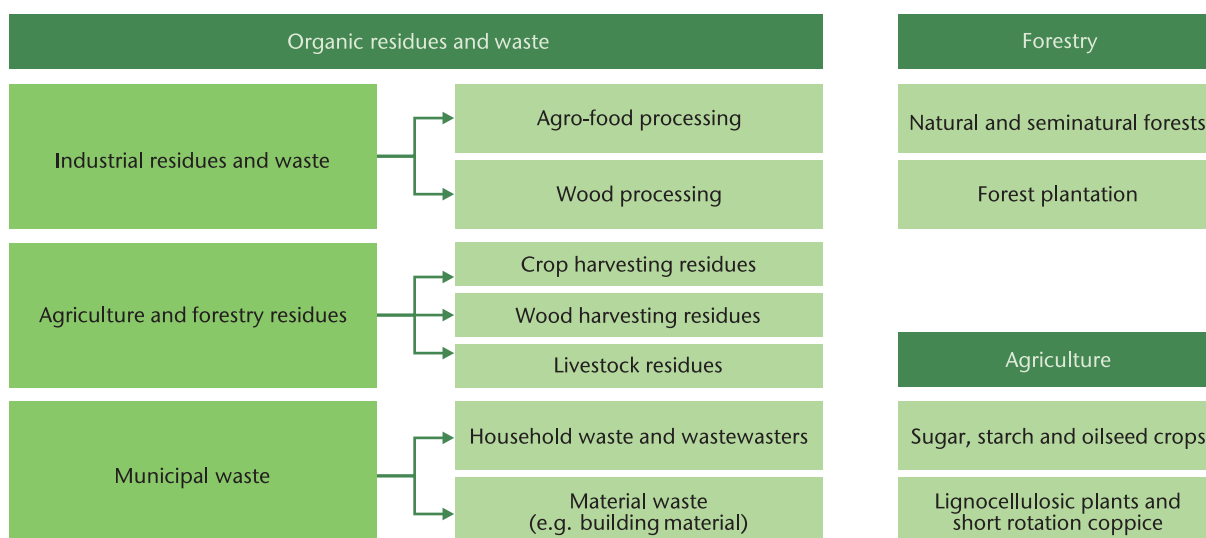 Organic residues and waste
Industrial residues and waste
Agro-food processing
Wood processing
Agriculture and forestry residues
Crop harvesting residues
Wood harvesting residues
Livestock residues
Municipal waste
Household waste and wastewasters
Material waste
(e.g. building material)
Forestry
Natural and seminatural forests
Forest plantation
Agriculture
Sugar, starch and oilseed crops
Lignocellulosic plants and
short rotation coppice